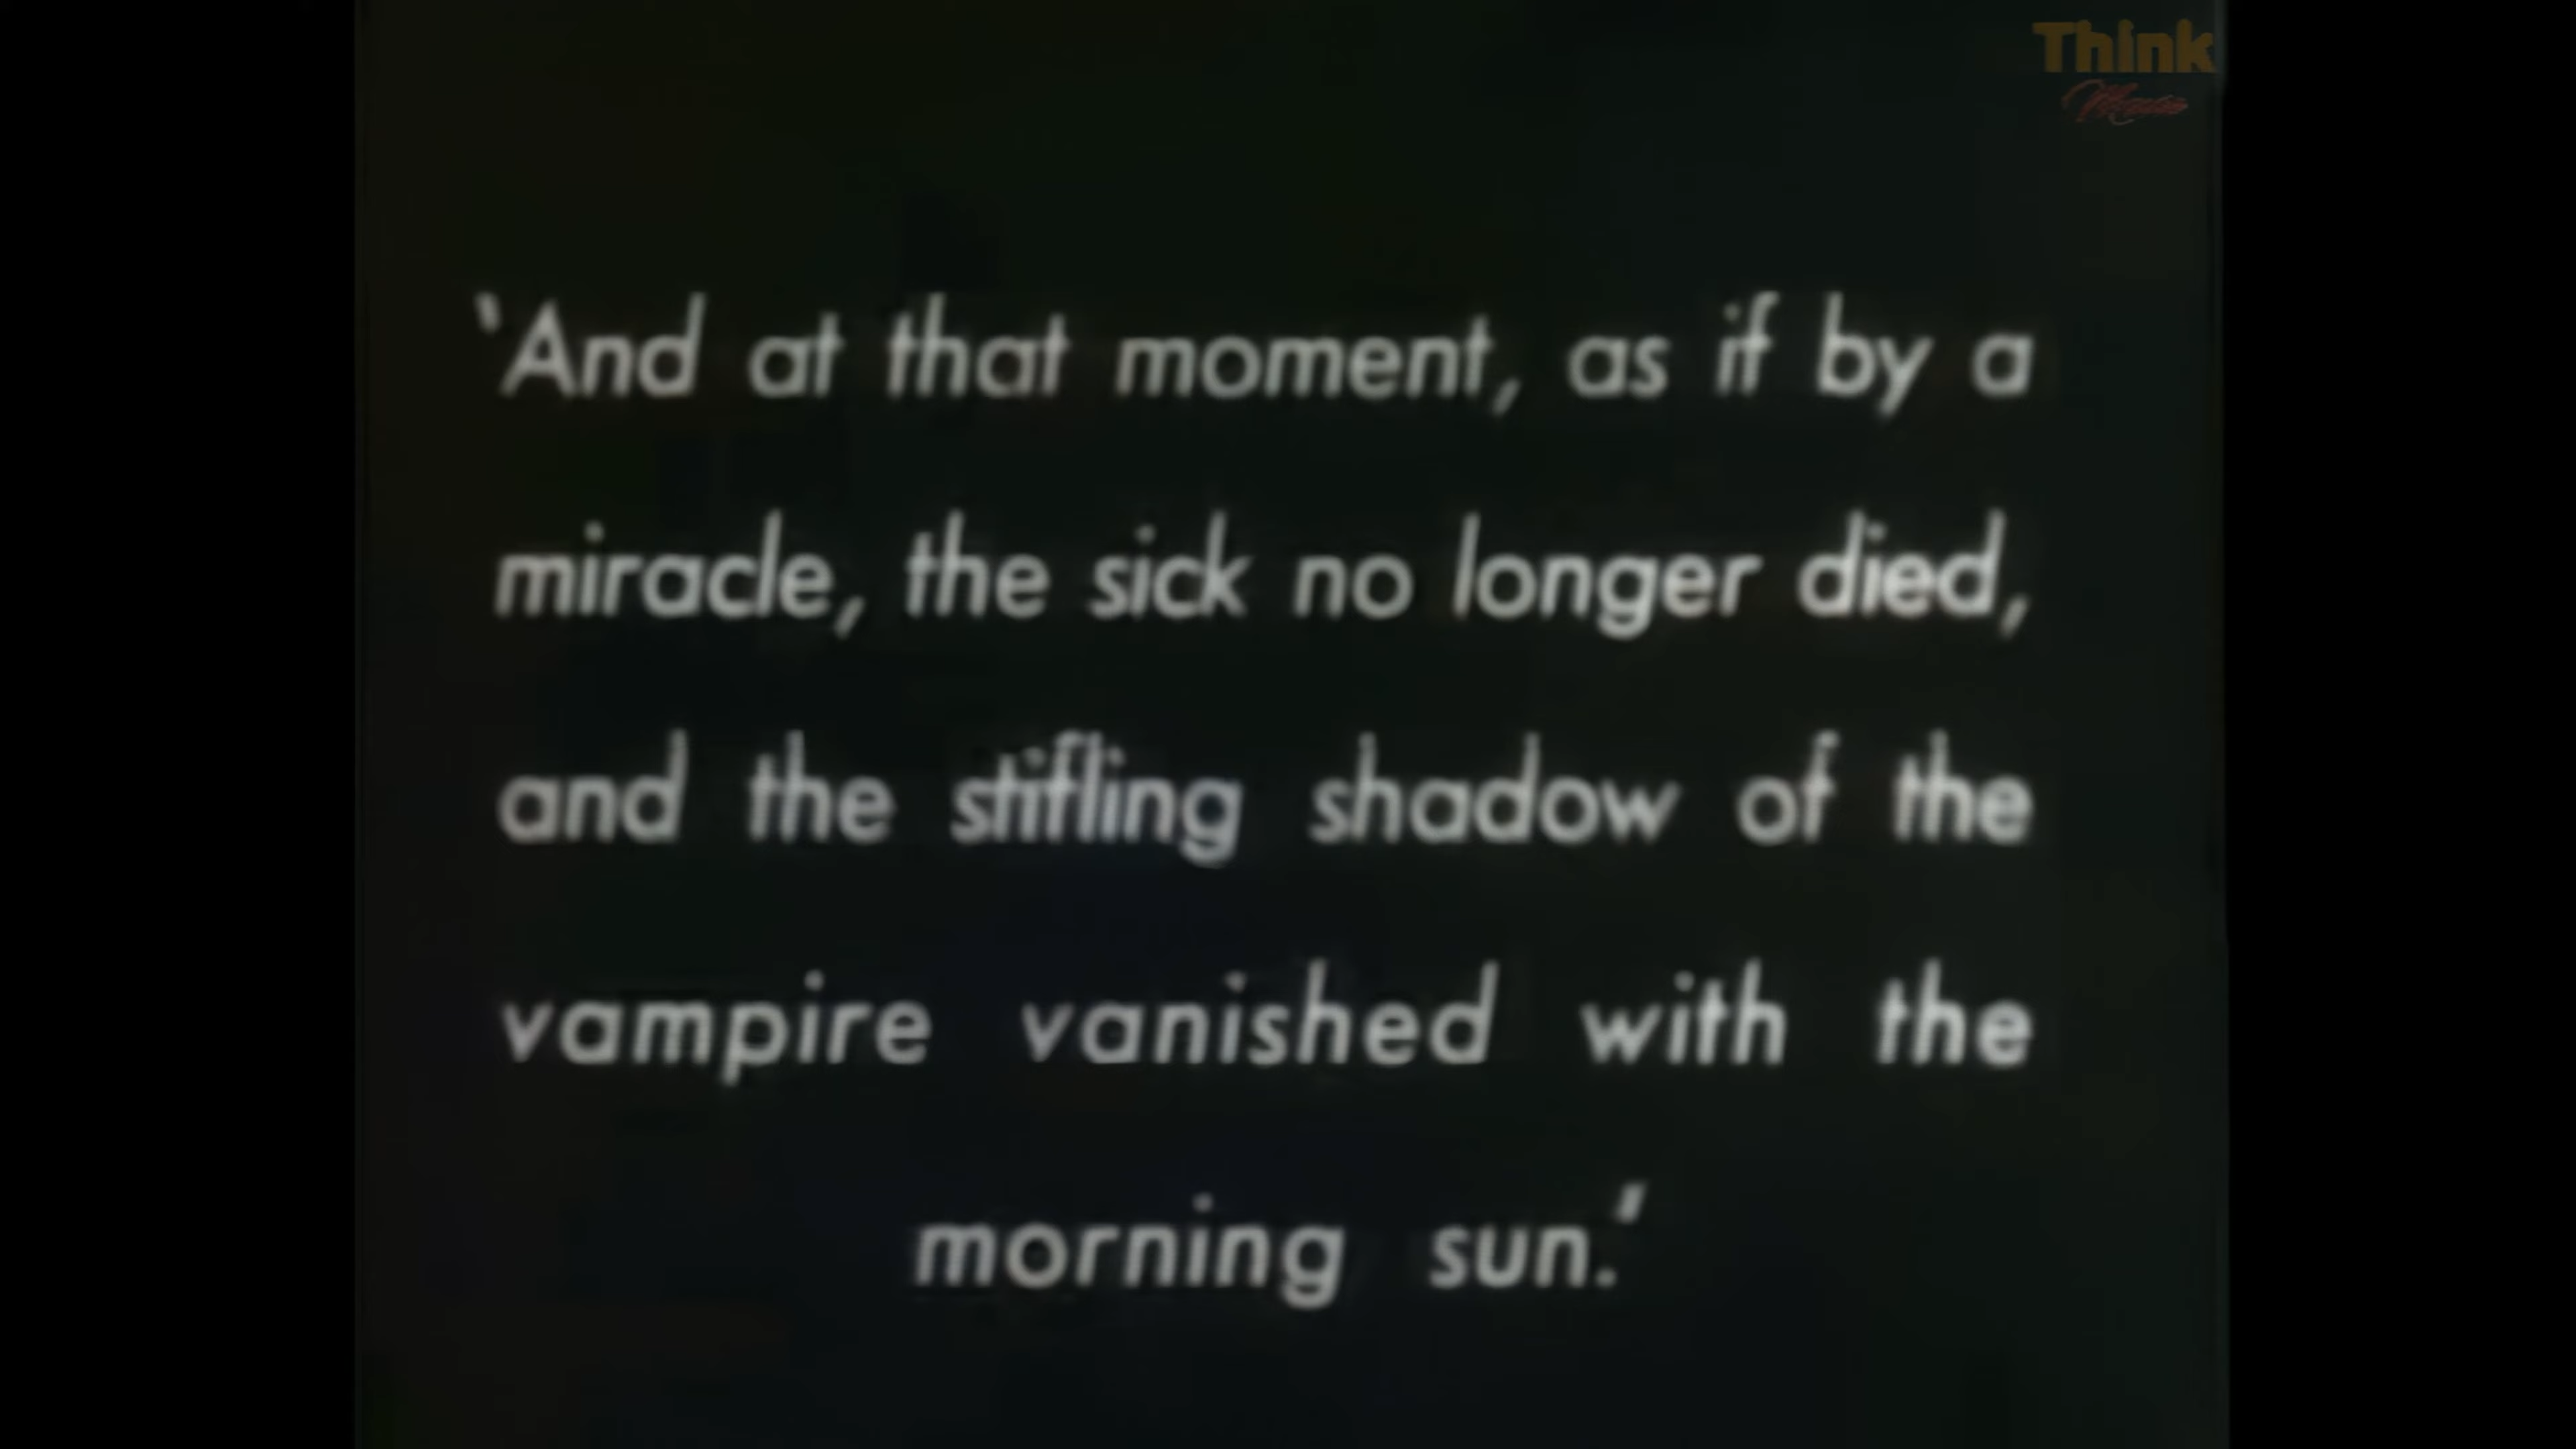 Think
Music
‘And at that moment, as if by a
miracle, the sick no longer died,
and the stifling shadow of the
vampire vanished with the
morning sun.’